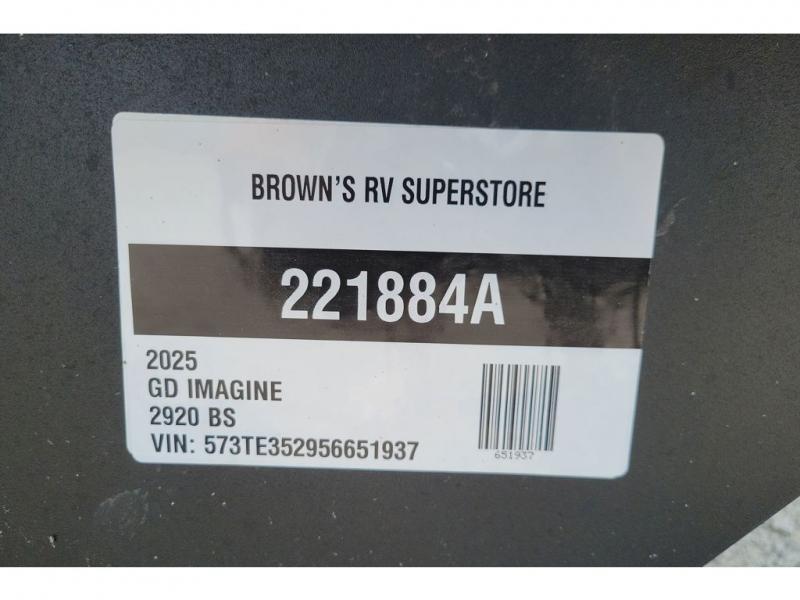 BROWN'S RV SUPERSTORE
221884A
2025
GD IMAGINE
2920 BS
VIN: 573TE352956651937
651937